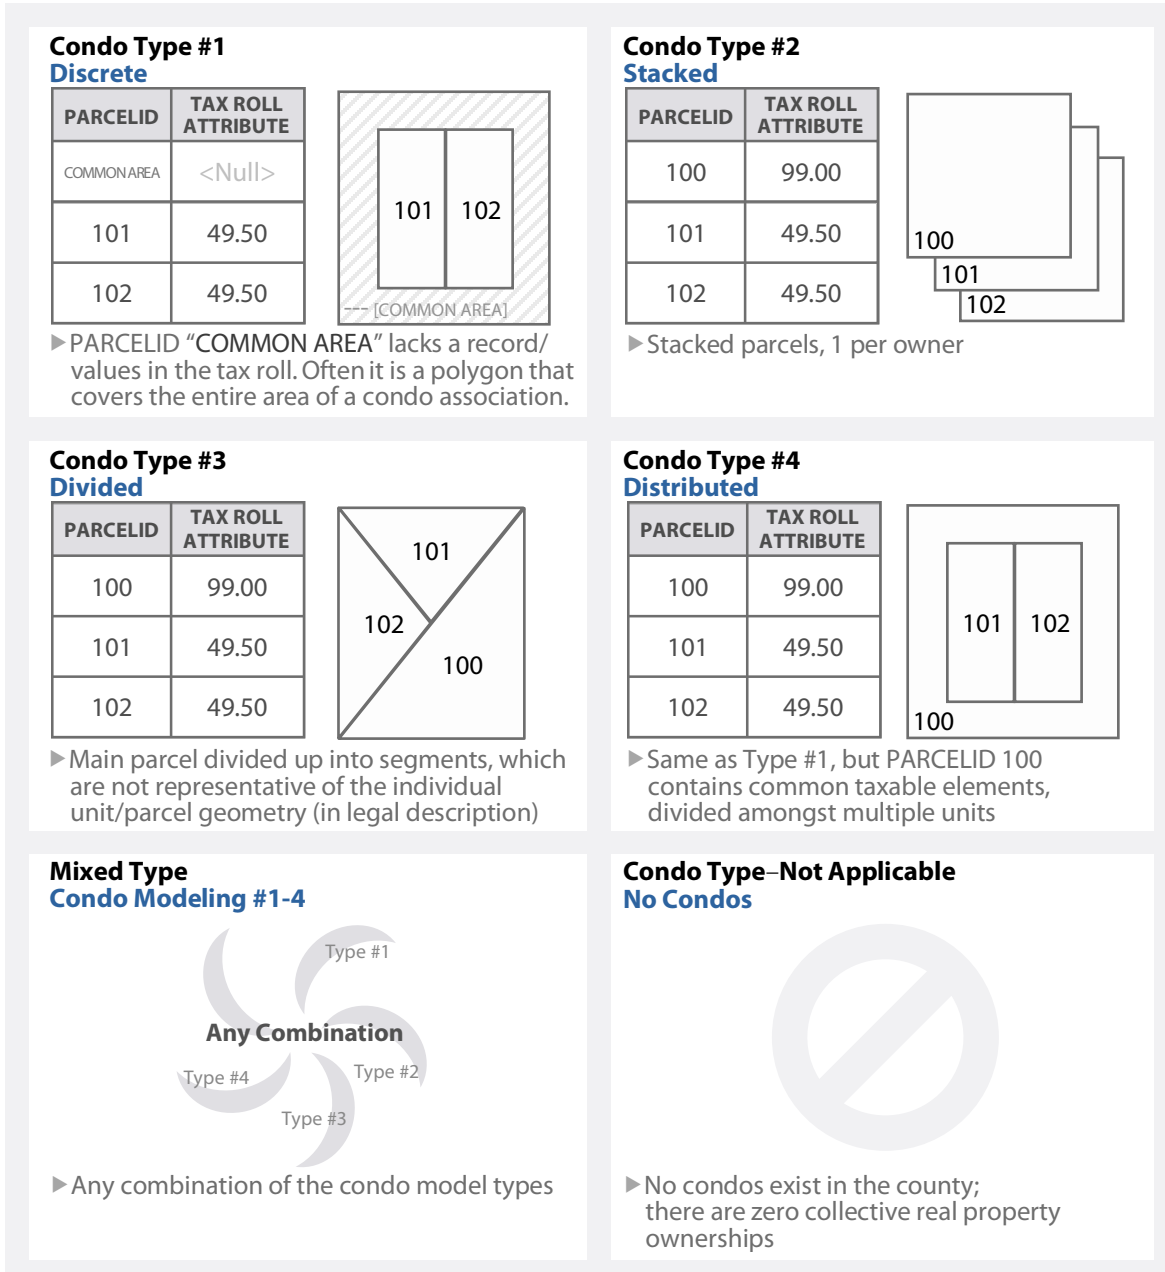 Condo Type #1
Discrete
PARCELID TAX ROLL ATTRIBUTE
COMMON AREA <Null>
101 49.50
102 49.50
101 102
--- [COMMON AREA]
▶PARCELID “COMMON AREA” lacks a record/
values in the tax roll. Often it is a polygon that
covers the entire area of a condo association.
Condo Type #2
Stacked
PARCELID TAX ROLL ATTRIBUTE
100 99.00
101 49.50
102 49.50
100
101
102
▶Stacked parcels, 1 per owner
Condo Type #3
Divided
PARCELID TAX ROLL ATTRIBUTE
100 99.00
101 49.50
102 49.50
101
102
100
▶Main parcel divided up into segments, which
are not representative of the individual
unit/parcel geometry (in legal description)
Condo Type #4
Distributed
PARCELID TAX ROLL ATTRIBUTE
100 99.00
101 49.50
102 49.50
101 102
100
▶Same as Type #1, but PARCELID 100
contains common taxable elements,
divided amongst multiple units
Mixed Type
Condo Modeling #1-4
Type #1
Any Combination
Type #2
Type #4
Type #3
▶Any combination of the condo model types
Condo Type–Not Applicable
No Condos
▶No condos exist in the county;
there are zero collective real property
ownerships